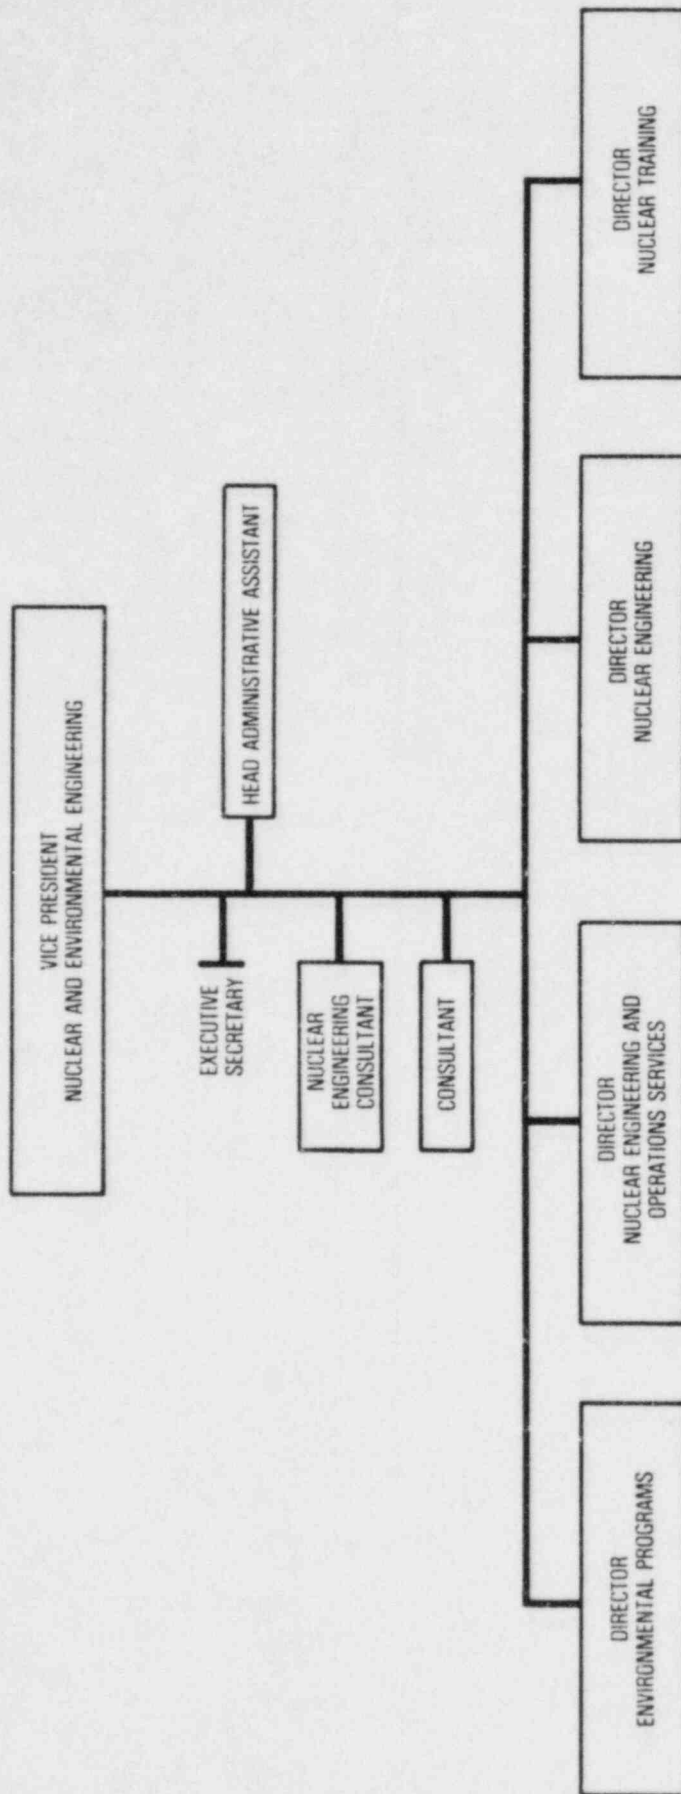 VICE PRESIDENT
NUCLEAR AND ENVIRONMENTAL ENGINEERING
EXECUTIVE
SECRETARY
HEAD ADMINISTRATIVE ASSISTANT
NUCLEAR
ENGINEERING
CONSULTANT
CONSULTANT
DIRECTOR
ENVIRONMENTAL PROGRAMS
DIRECTOR
NUCLEAR ENGINEERING AND
OPERATIONS SERVICES
DIRECTOR
NUCLEAR ENGINEERING
DIRECTOR
NUCLEAR TRAINING